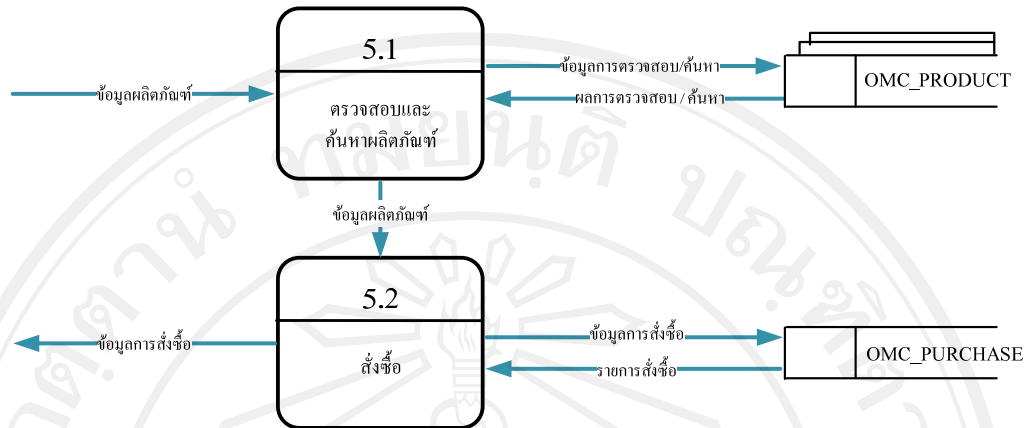 5.1
ตรวจสอบและ
ค้นหาผลิตภัณฑ์
ข้อมูลผลิตภัณฑ์
ข้อมูลการตรวจสอบ/ค้นหา
ผลการตรวจสอบ / ค้นหา
OMC_PRODUCT
ข้อมูลผลิตภัณฑ์
5.2
สั่งซื้อ
ข้อมูลการสั่งซื้อ
ข้อมูลการสั่งซื้อ
รายการสั่งซื้อ
OMC_PURCHASE